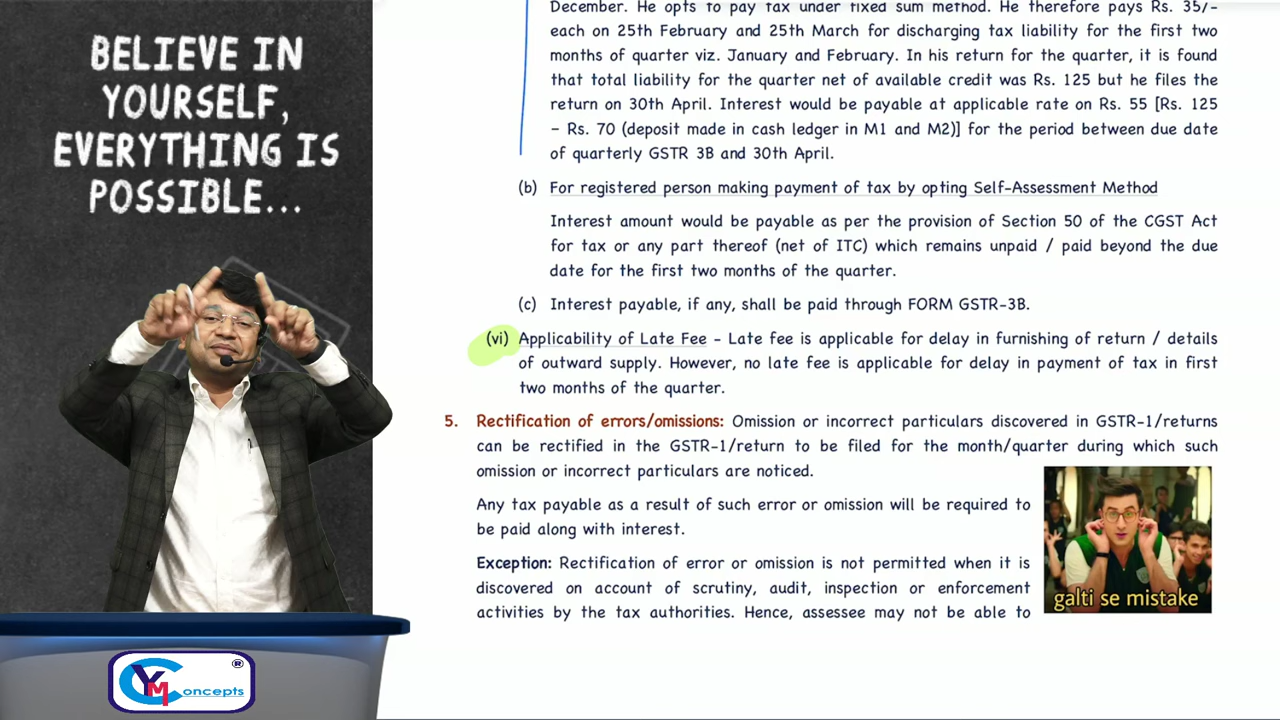 BELIEVE IN
YOURSELF,
EVERYTHING IS
POSSIBLE...
December. He opts to pay tax under fixed sum method. He therefore pays Rs. 35/-
each on 25th February and 25th March for discharging tax liability for the first two
months of quarter viz. January and February. In his return for the quarter, it is found
that total liability for the quarter net of available credit was Rs. 125 but he files the
return on 30th April. Interest would be payable at applicable rate on Rs. 55 [Rs. 125
– Rs. 70 (deposit made in cash ledger in M1 and M2)] for the period between due date
of quarterly GSTR 3B and 30th April.
(b) For registered person making payment of tax by opting Self-Assessment Method
Interest amount would be payable as per the provision of Section 50 of the CGST Act
for tax or any part thereof (net of ITC) which remains unpaid / paid beyond the due
date for the first two months of the quarter.
(c) Interest payable, if any, shall be paid through FORM GSTR-3B.
(vi) Applicability of Late Fee - Late fee is applicable for delay in furnishing of return / details
of outward supply. However, no late fee is applicable for delay in payment of tax in first
two months of the quarter.
5. Rectification of errors/omissions: Omission or incorrect particulars discovered in GSTR-1/returns
can be rectified in the GSTR-1/return to be filed for the month/quarter during which such
omission or incorrect particulars are noticed.
Any tax payable as a result of such error or omission will be required to
be paid along with interest.
Exception: Rectification of error or omission is not permitted when it is
discovered on account of scrutiny, audit, inspection or enforcement
activities by the tax authorities. Hence, assessee may not be able to
galti se mistake
YM Concepts ®